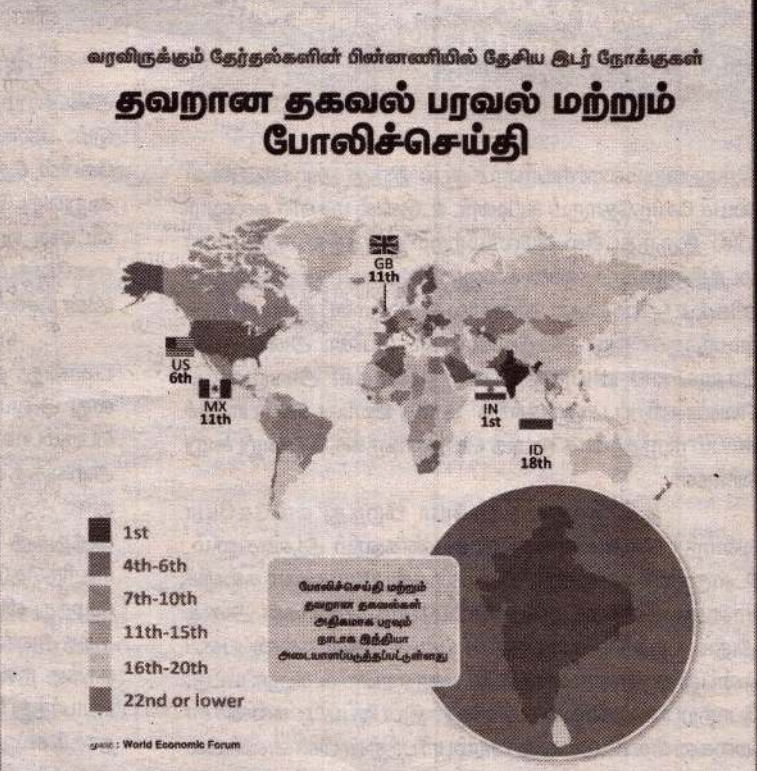 வரவிருக்கும் தேர்தல்களின் பின்னணியில் தேசிய இடர் நோக்குகள்
தவறான தகவல் பரவல் மற்றும்
போலிச்செய்தி
GB
11th
US
6th
MX
11th
IN
1st
ID
18th
1st
4th-6th
7th-10th
11th-15th
16th-20th
22nd or lower
போலிச்செய்தி மற்றும்
தவறான தகவல்கள்
அதிகமாக பரவும்
நாடாக இந்தியா
அடையாளப்படுத்தப்பட்டுள்ளது
மூலம் : World Economic Forum